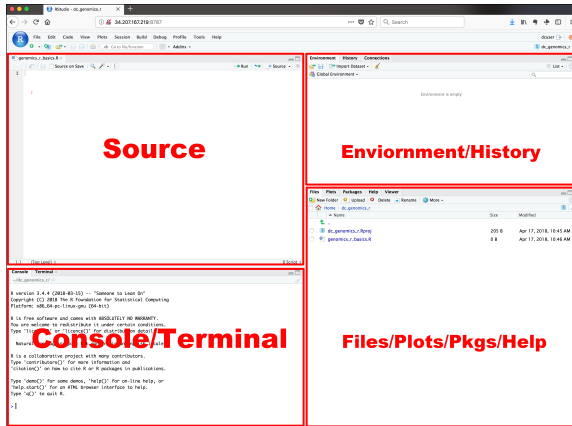 RStudio - dc_genomics_r
34.207.167.219:8787
Search
File Edit Code View Plots Session Build Debug Profile Tools Help
dcuser
Go to file/function
Addins
dc_genomics_r
genomics_r_basics.R
Source on Save
Run
Source
1
Source
1:1 (Top Level) R Script
Environment History Connections
Import Dataset
List
Global Environment
Environment is empty
Enviornment/History
Console Terminal
~/dc_genomics_r/
R version 3.4.4 (2018-03-15) -- "Someone to Lean On"
Copyright (C) 2018 The R Foundation for Statistical Computing
Platform: x86_64-pc-linux-gnu (64-bit)
R is free software and comes with ABSOLUTELY NO WARRANTY.
You are welcome to redistribute it under certain conditions.
Type 'license()' or 'licence()' for distribution details.
Console/Terminal
R is a collaborative project with many contributors.
Type 'contributors()' for more information and
'citation()' on how to cite R or R packages in publications.
Type 'demo()' for some demos, 'help()' for on-line help, or
'help.start()' for an HTML browser interface to help.
Type 'q()' to quit R.
>
Files Plots Packages Help Viewer
New Folder Upload Delete Rename More
Home dc_genomics_r
Name Size Modified
..
dc_genomics_r.Rproj 205 B Apr 17, 2018, 10:45 AM
genomics_r_basics.R 0 B Apr 17, 2018, 10:46 AM
Files/Plots/Pkgs/Help